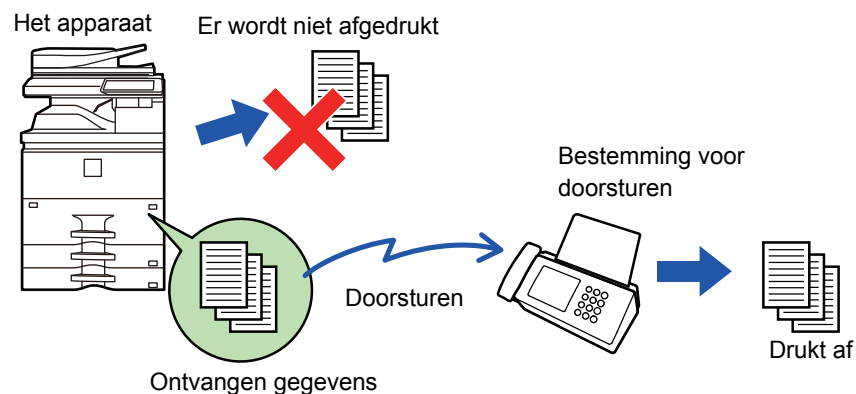 Het apparaat
Er wordt niet afgedrukt
Bestemming voor
doorsturen
Doorsturen
Drukt af
Ontvangen gegevens